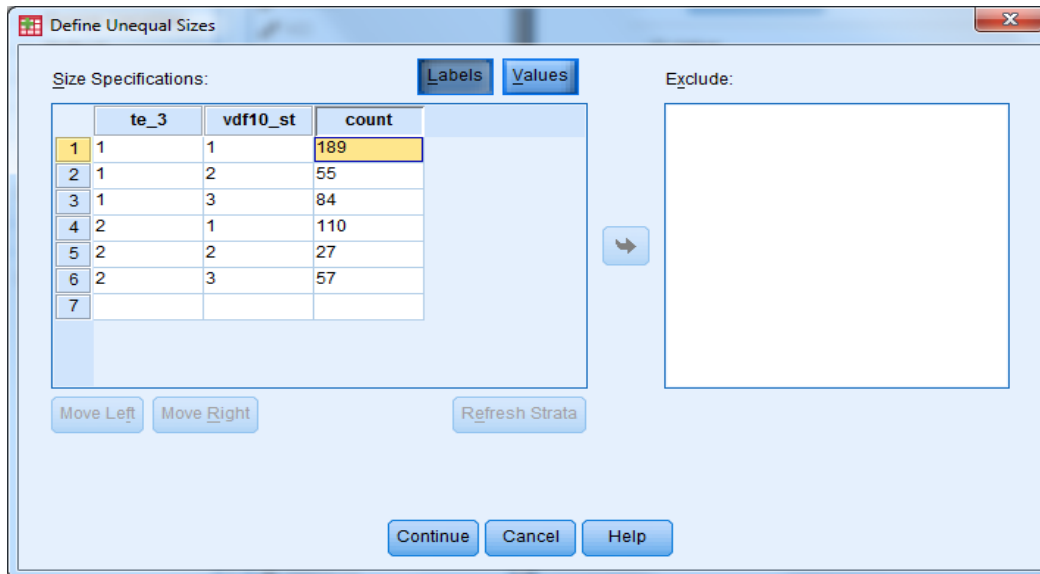 Define Unequal Sizes
x
Size Specifications: Labels Values Exclude:
te_3 vdf10_st count
1 1 1 189
2 1 2 55
3 1 3 84
4 2 1 110
5 2 2 27
6 2 3 57
7
Move Left Move Right Refresh Strata
Continue Cancel Help